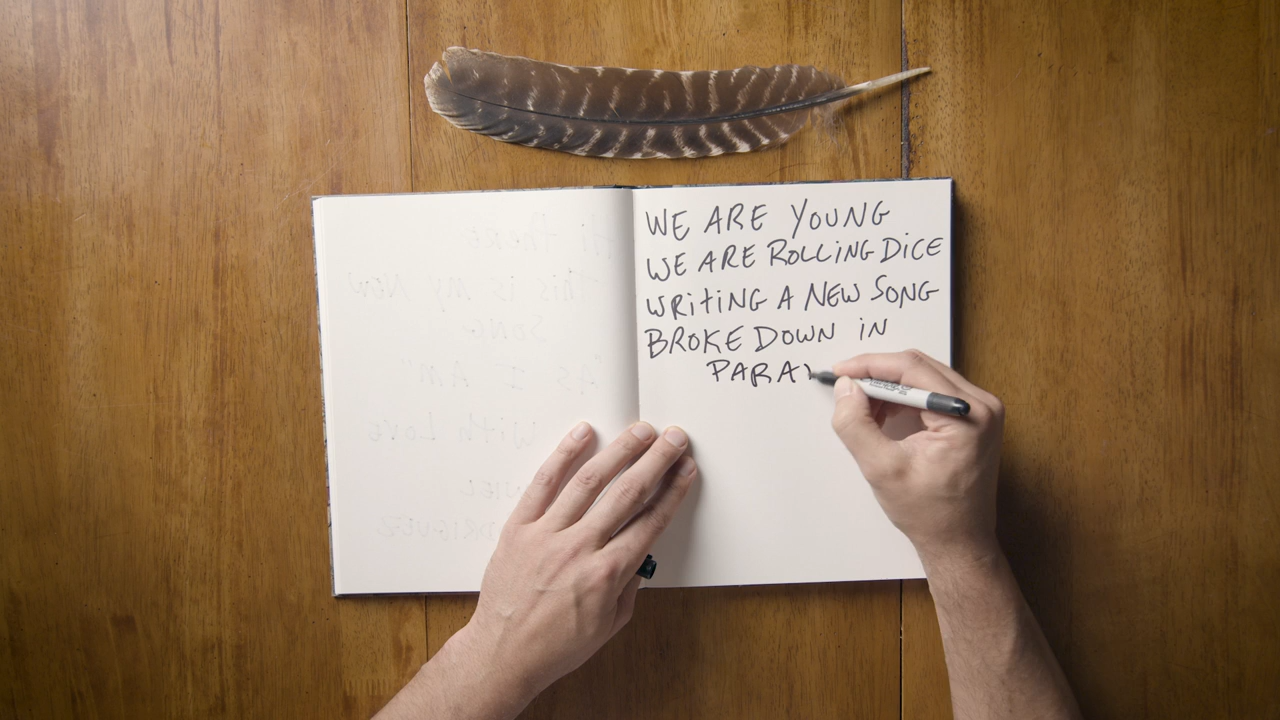 WE ARE YOUNG
WE ARE ROLLING DICE
WRITING A NEW SONG
BROKE DOWN IN
PARA